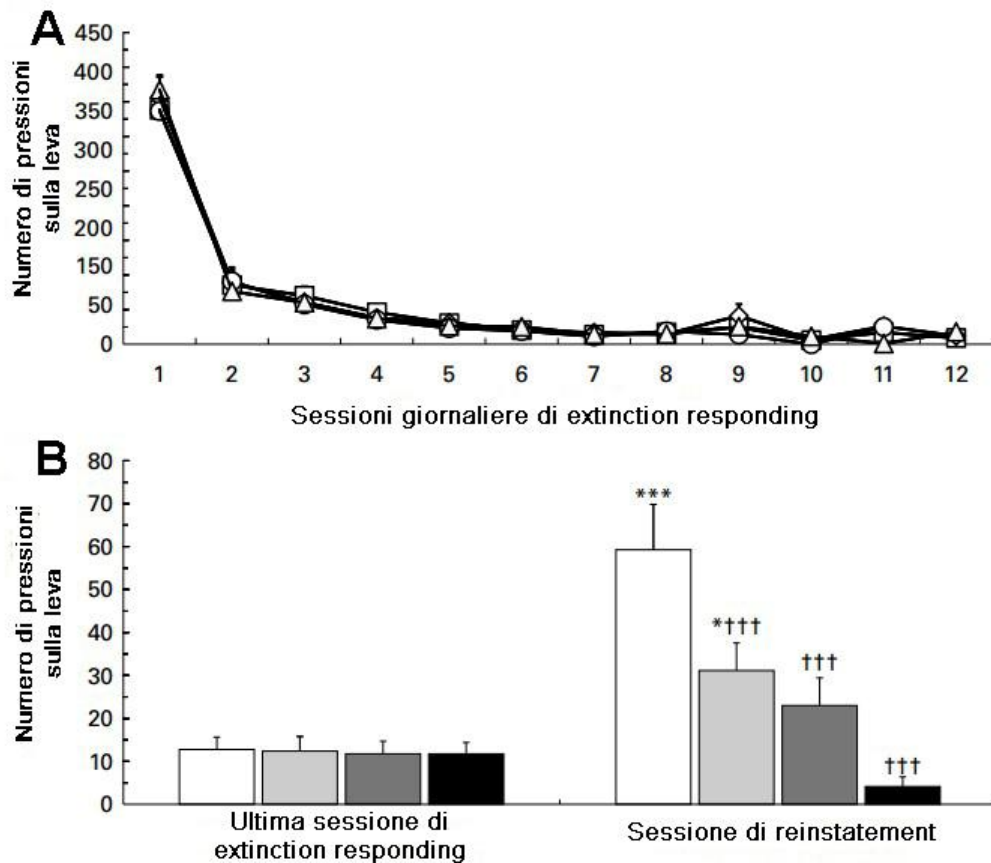 A
Numero di pressioni
sulla leva
450
400
350
300
250
200
150
50
0
1 2 3 4 5 6 7 8 9 10 11 12
Sessioni giornaliere di extinction responding
B
Numero di pressioni
sulla leva
80
70
60
50
40
30
20
10
0
***
*†††
†††
†††
Ultima sessione di
extinction responding
Sessione di reinstatement